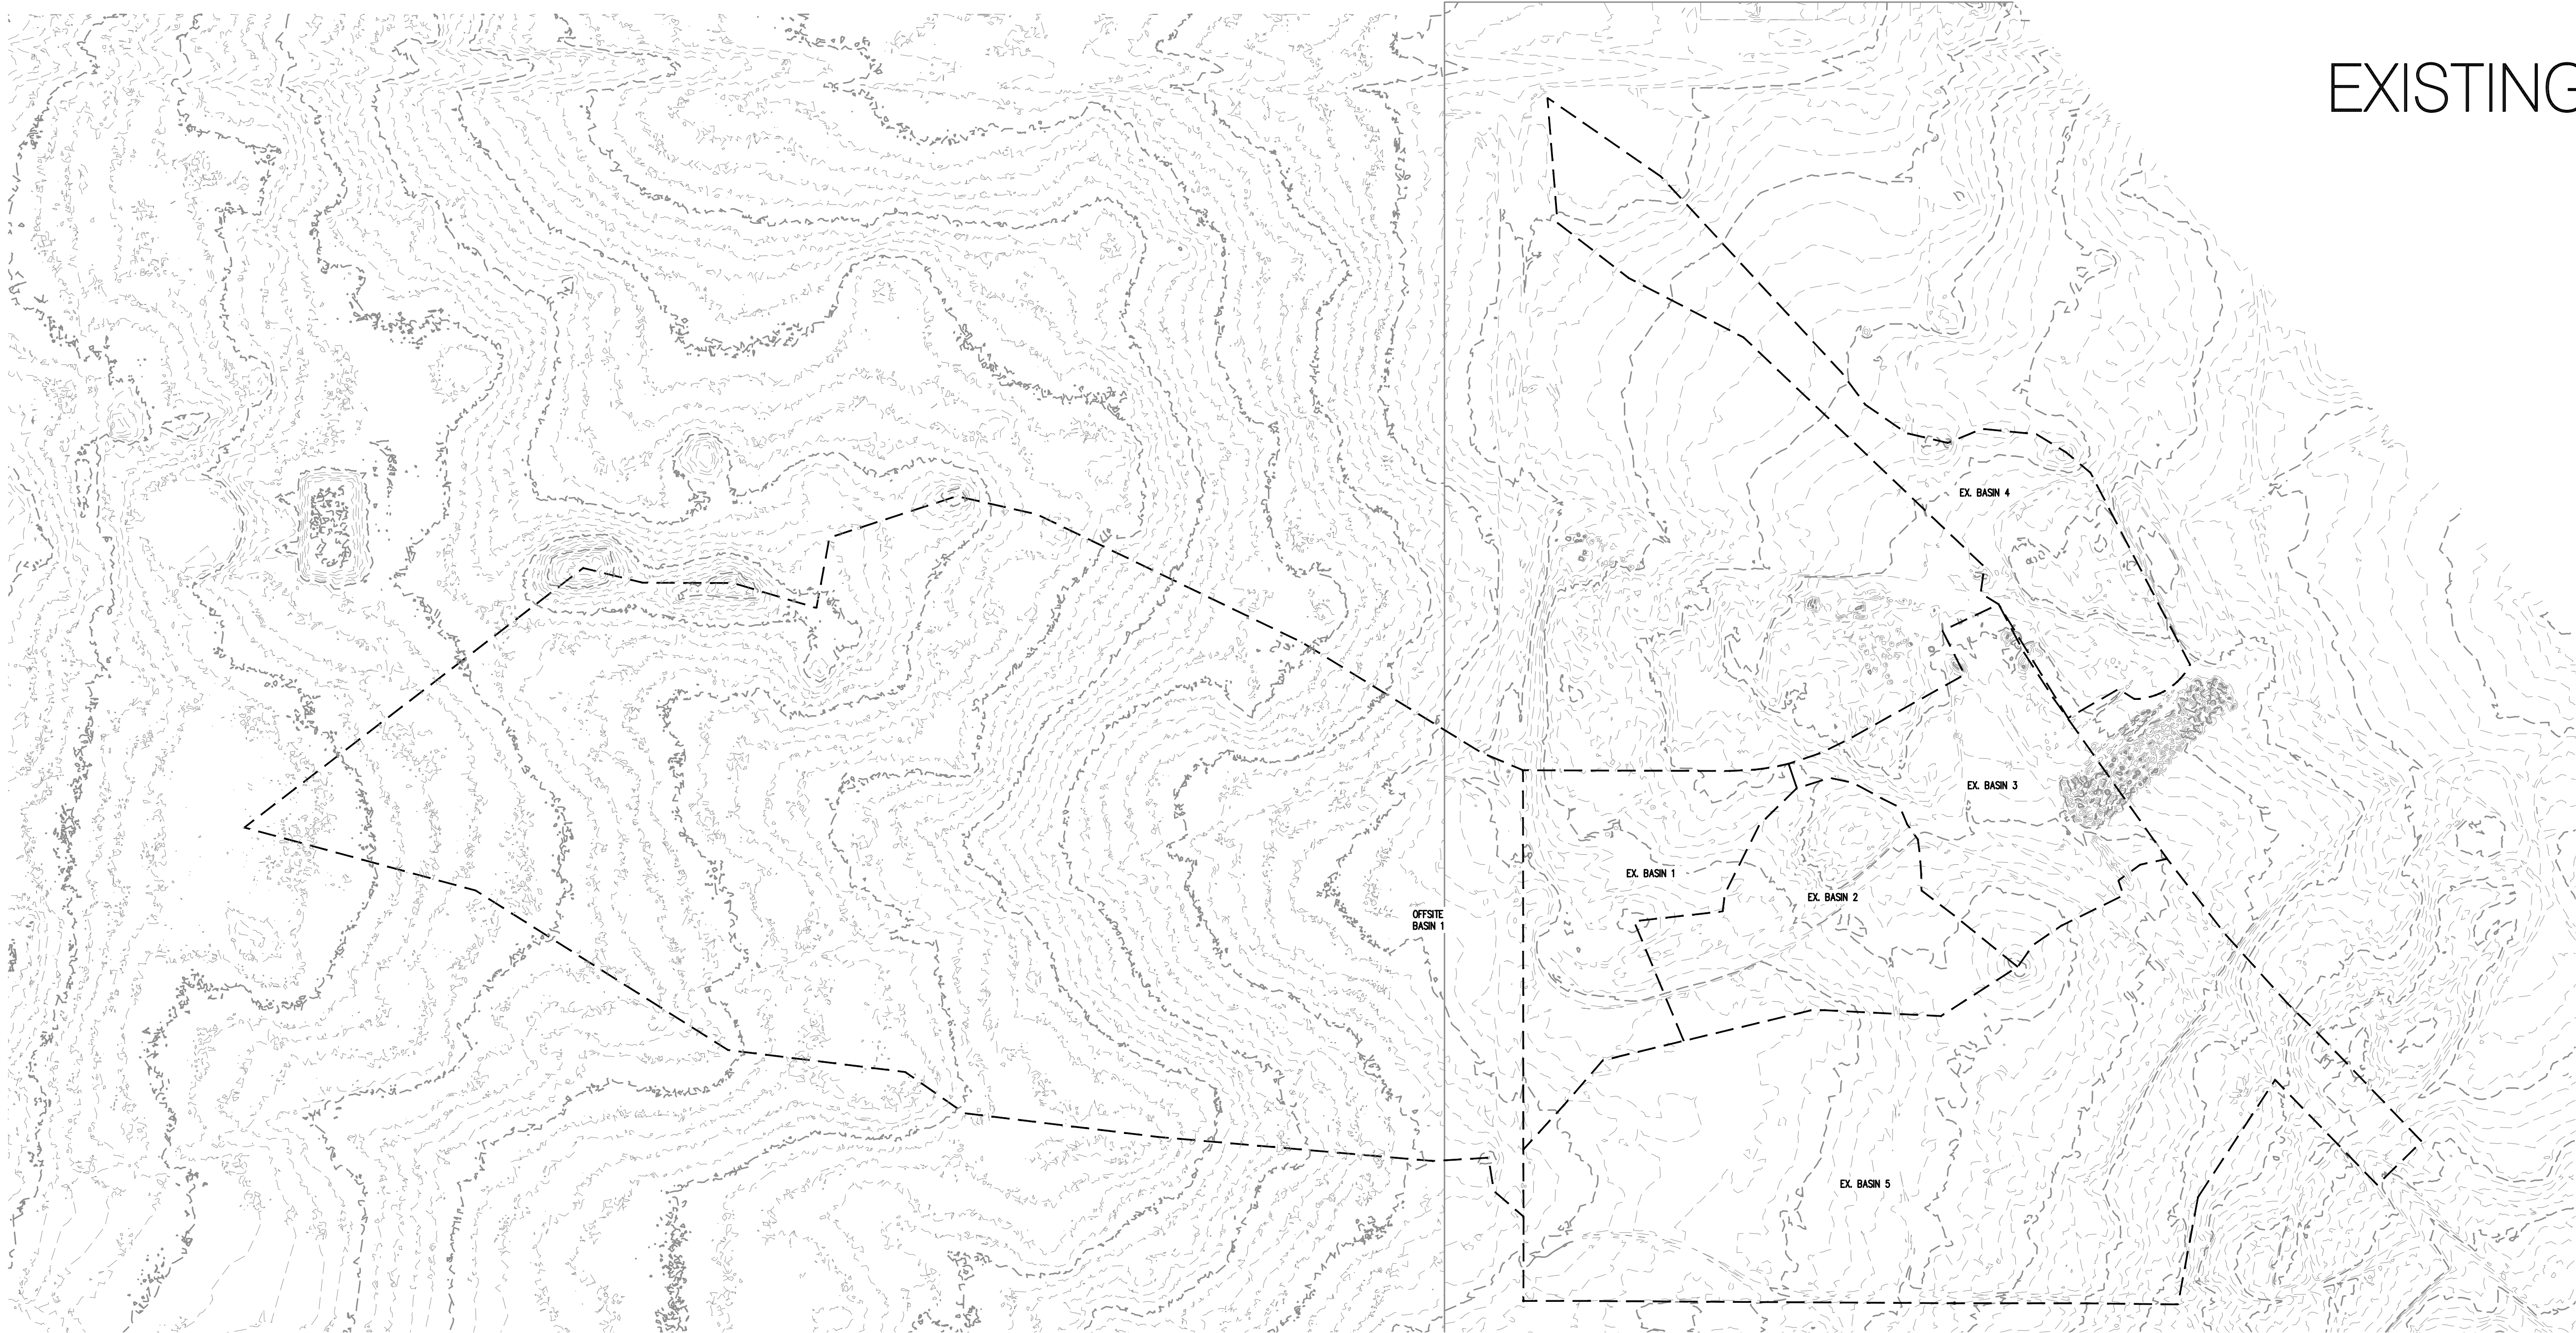 EXISTING
EX. BASIN 4
EX. BASIN 3
EX. BASIN 1
EX. BASIN 2
OFFSITE
BASIN 1
EX. BASIN 5